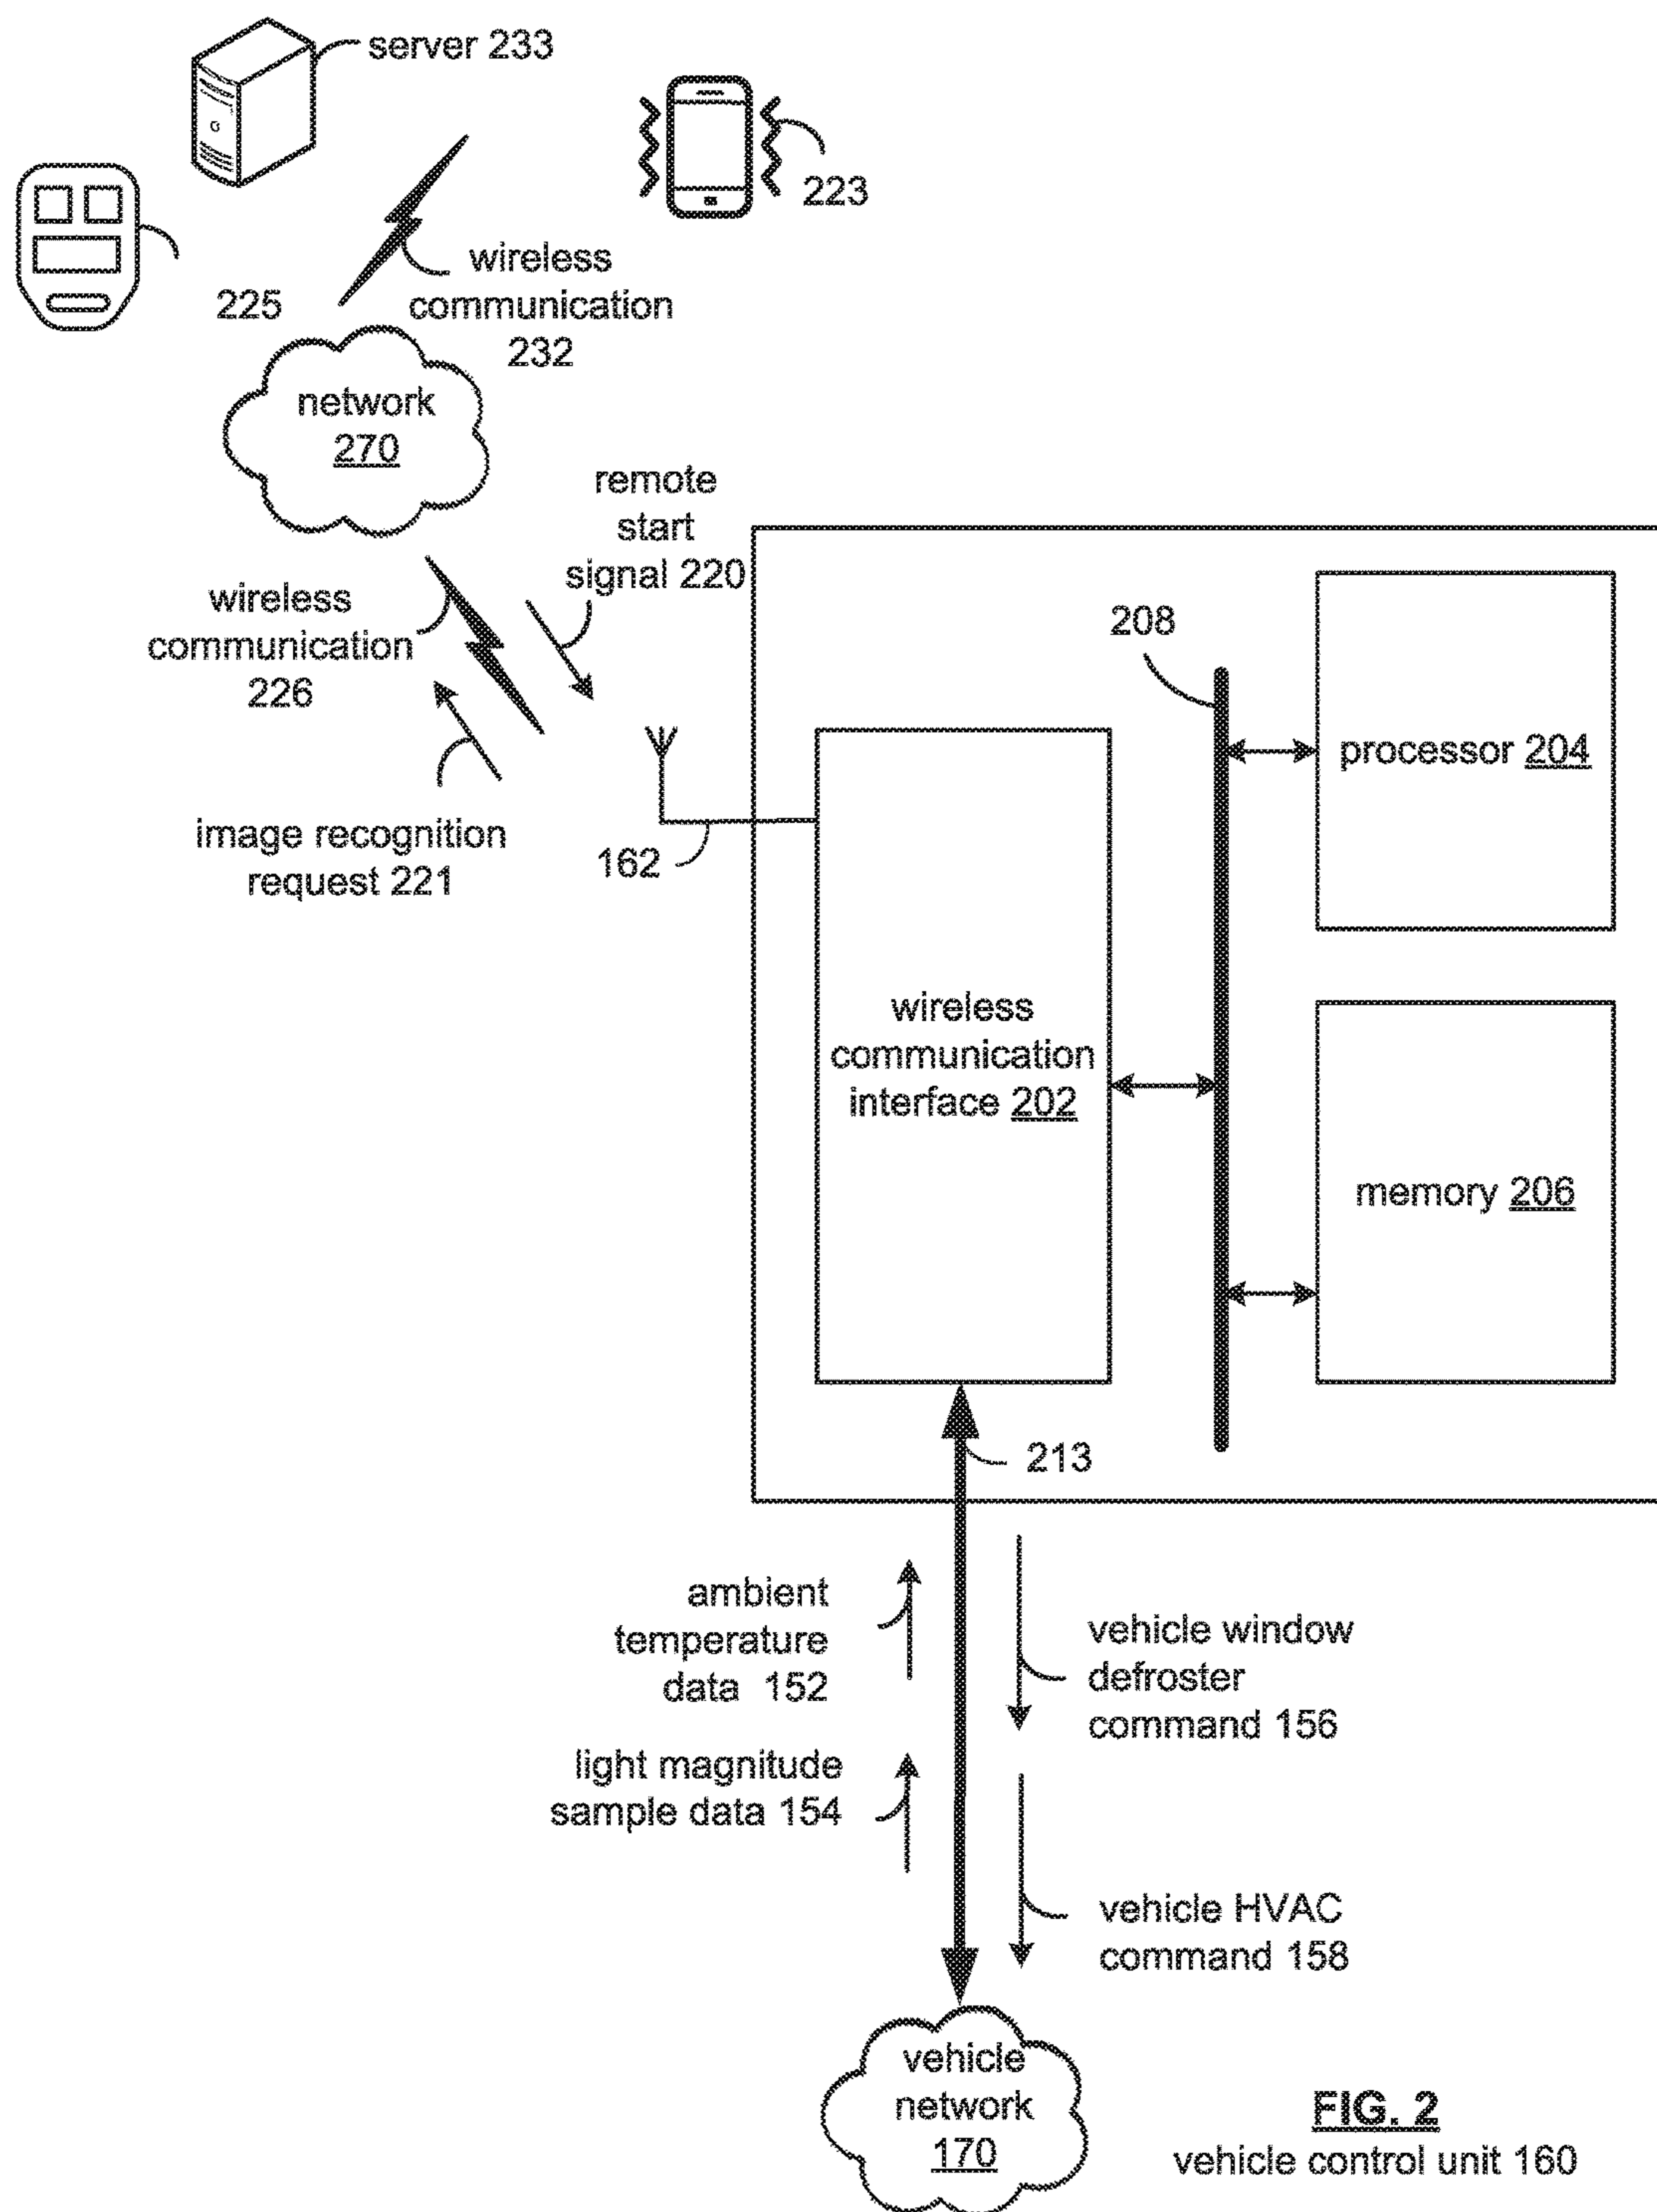 server 233
223
225
wireless
communication
232
network
270
remote
start
signal 220
wireless
communication
226
image recognition
request 221
162
208
processor 204
wireless
communication
interface 202
memory 206
213
ambient
temperature
data 152
vehicle window
defroster
command 156
light magnitude
sample data 154
vehicle HVAC
command 158
vehicle
network
170
FIG. 2
vehicle control unit 160